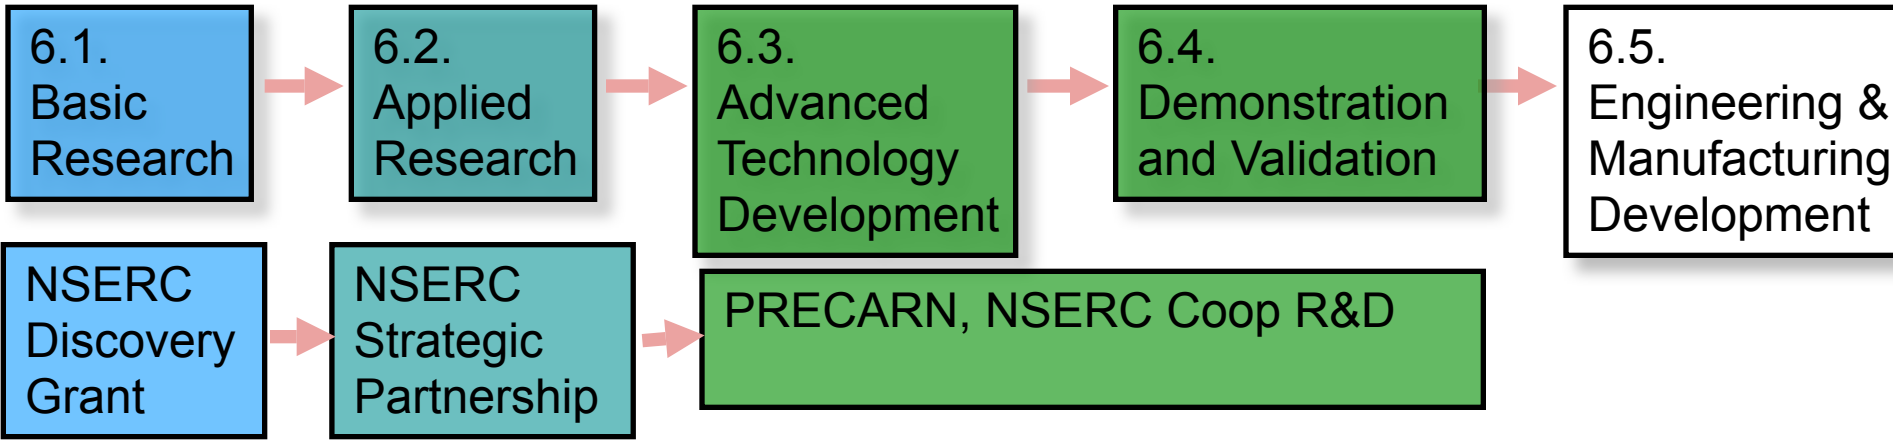 6.1.
Basic
Research
6.2.
Applied
Research
6.3.
Advanced
Technology
Development
6.4.
Demonstration
and Validation
6.5.
Engineering &
Manufacturing
Development
NSERC
Discovery
Grant
NSERC
Strategic
Partnership
PRECARN, NSERC Coop R&D